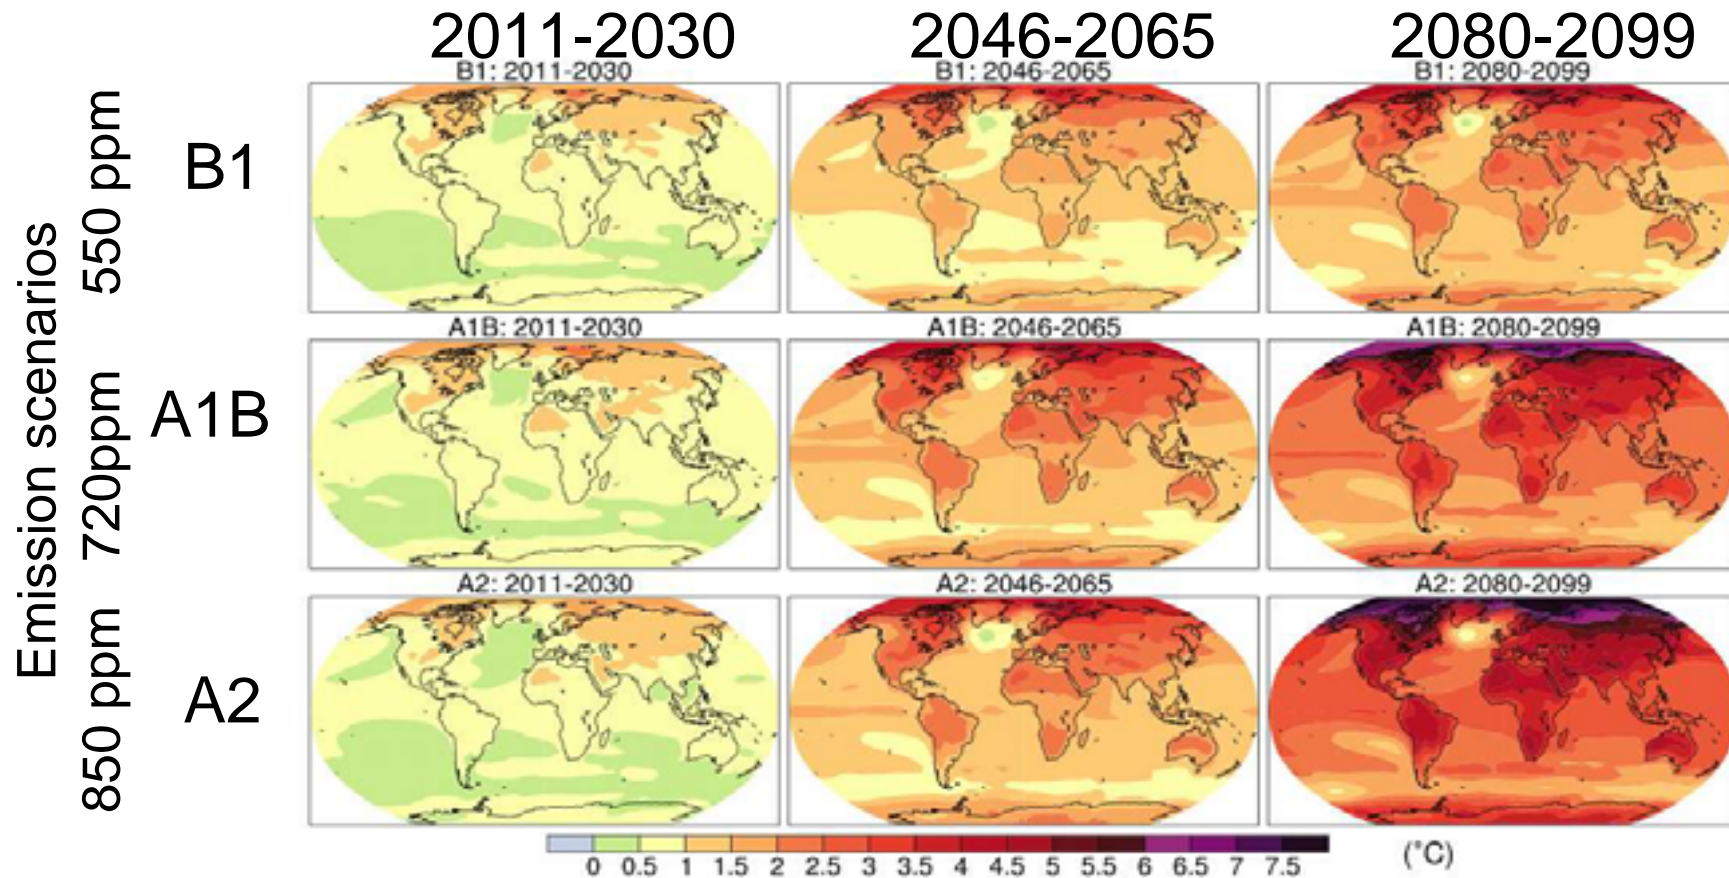 2011-2030 2046-2065 2080-2099
B1: 2011-2030 B1: 2046-2065 B1: 2080-2099
Emission scenarios
550 ppm
B1
A1B: 2011-2030 A1B: 2046-2065 A1B: 2080-2099
720ppm
A1B
A2: 2011-2030 A2: 2046-2065 A2: 2080-2099
850 ppm
A2
0 0.5 1 1.5 2 2.5 3 3.5 4 4.5 5 5.5 6 6.5 7 7.5 (°C)